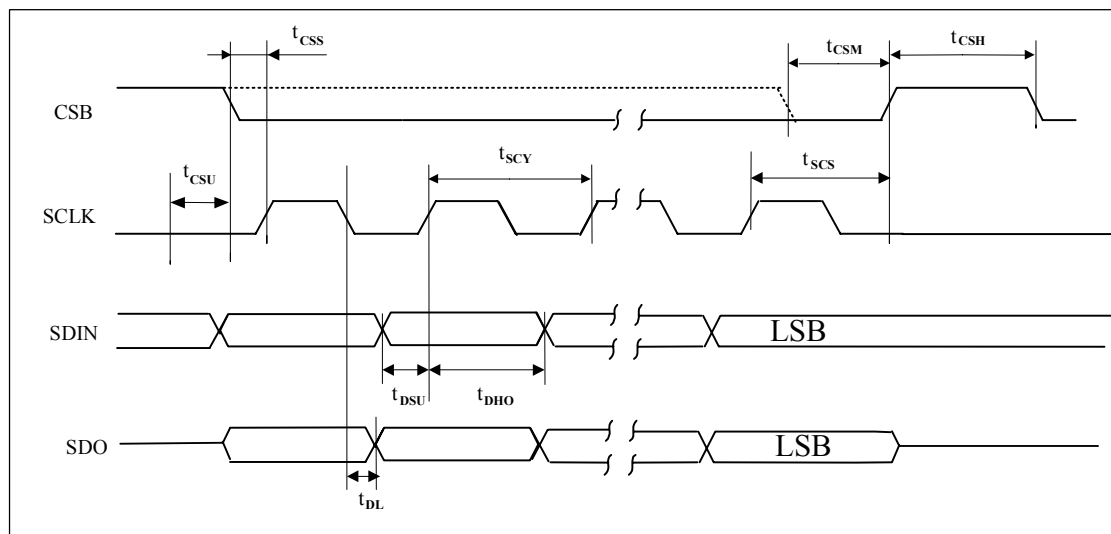 tCSS
tCSM
tCSH
CSB
tCSU
tSCY
tSCS
SCLK
SDIN
LSB
tDSU
tDHO
SDO
LSB
tDL